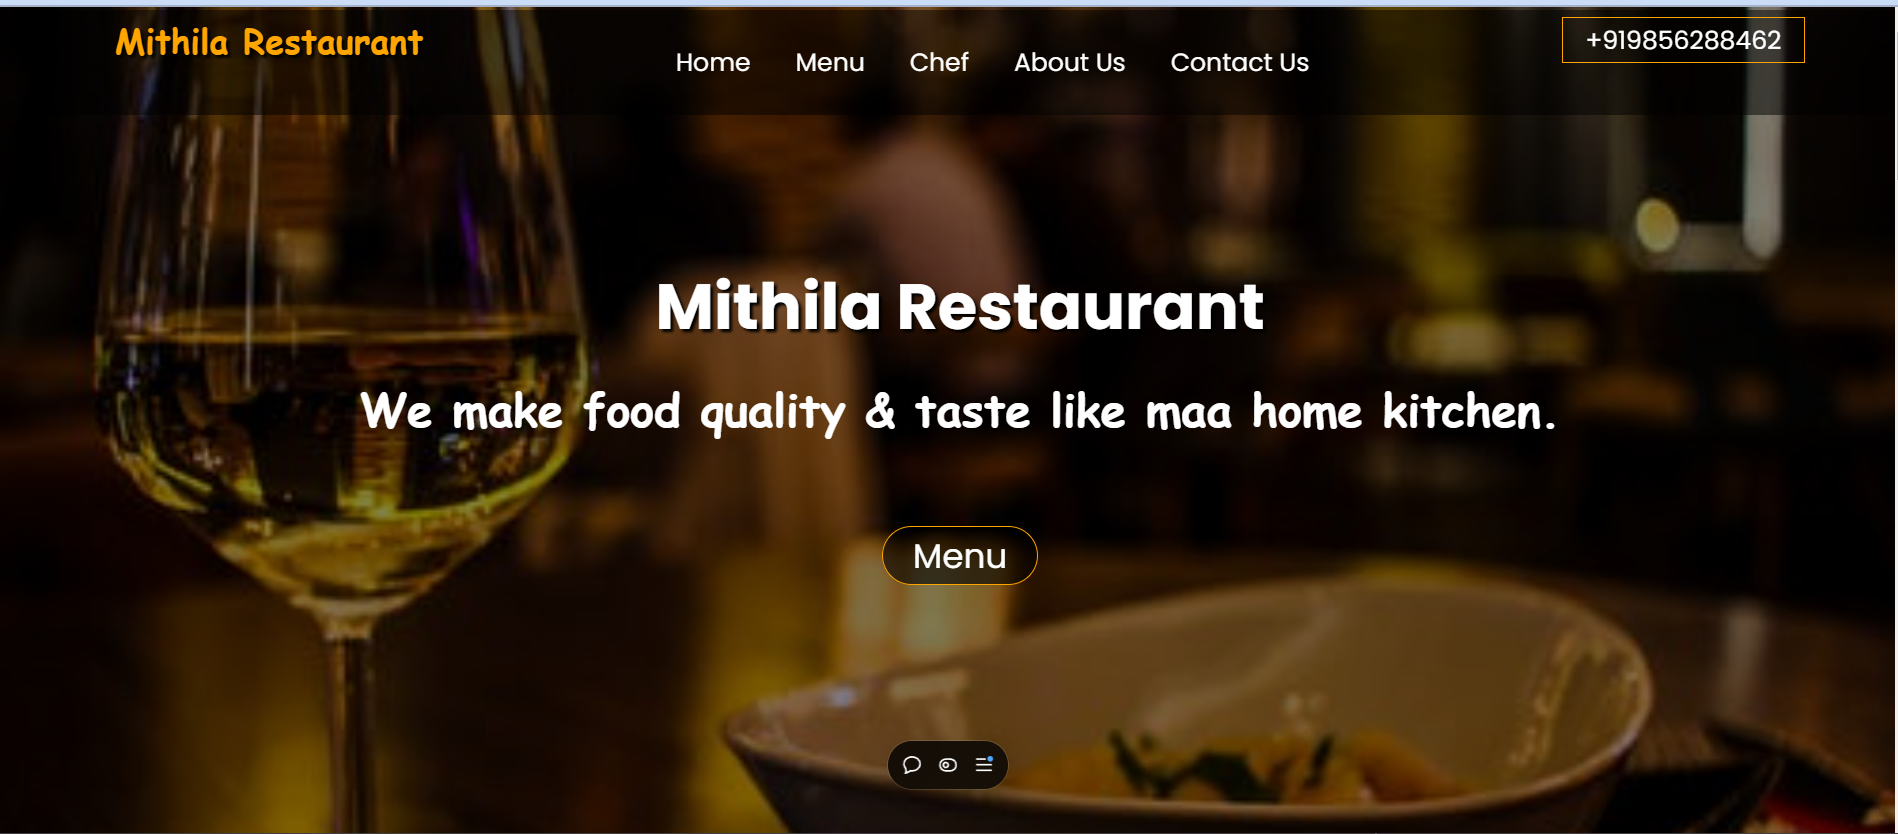 Mithila Restaurant
Home Menu Chef About Us Contact Us
+919856288462
Mithila Restaurant
We make food quality & taste like maa home kitchen.
Menu